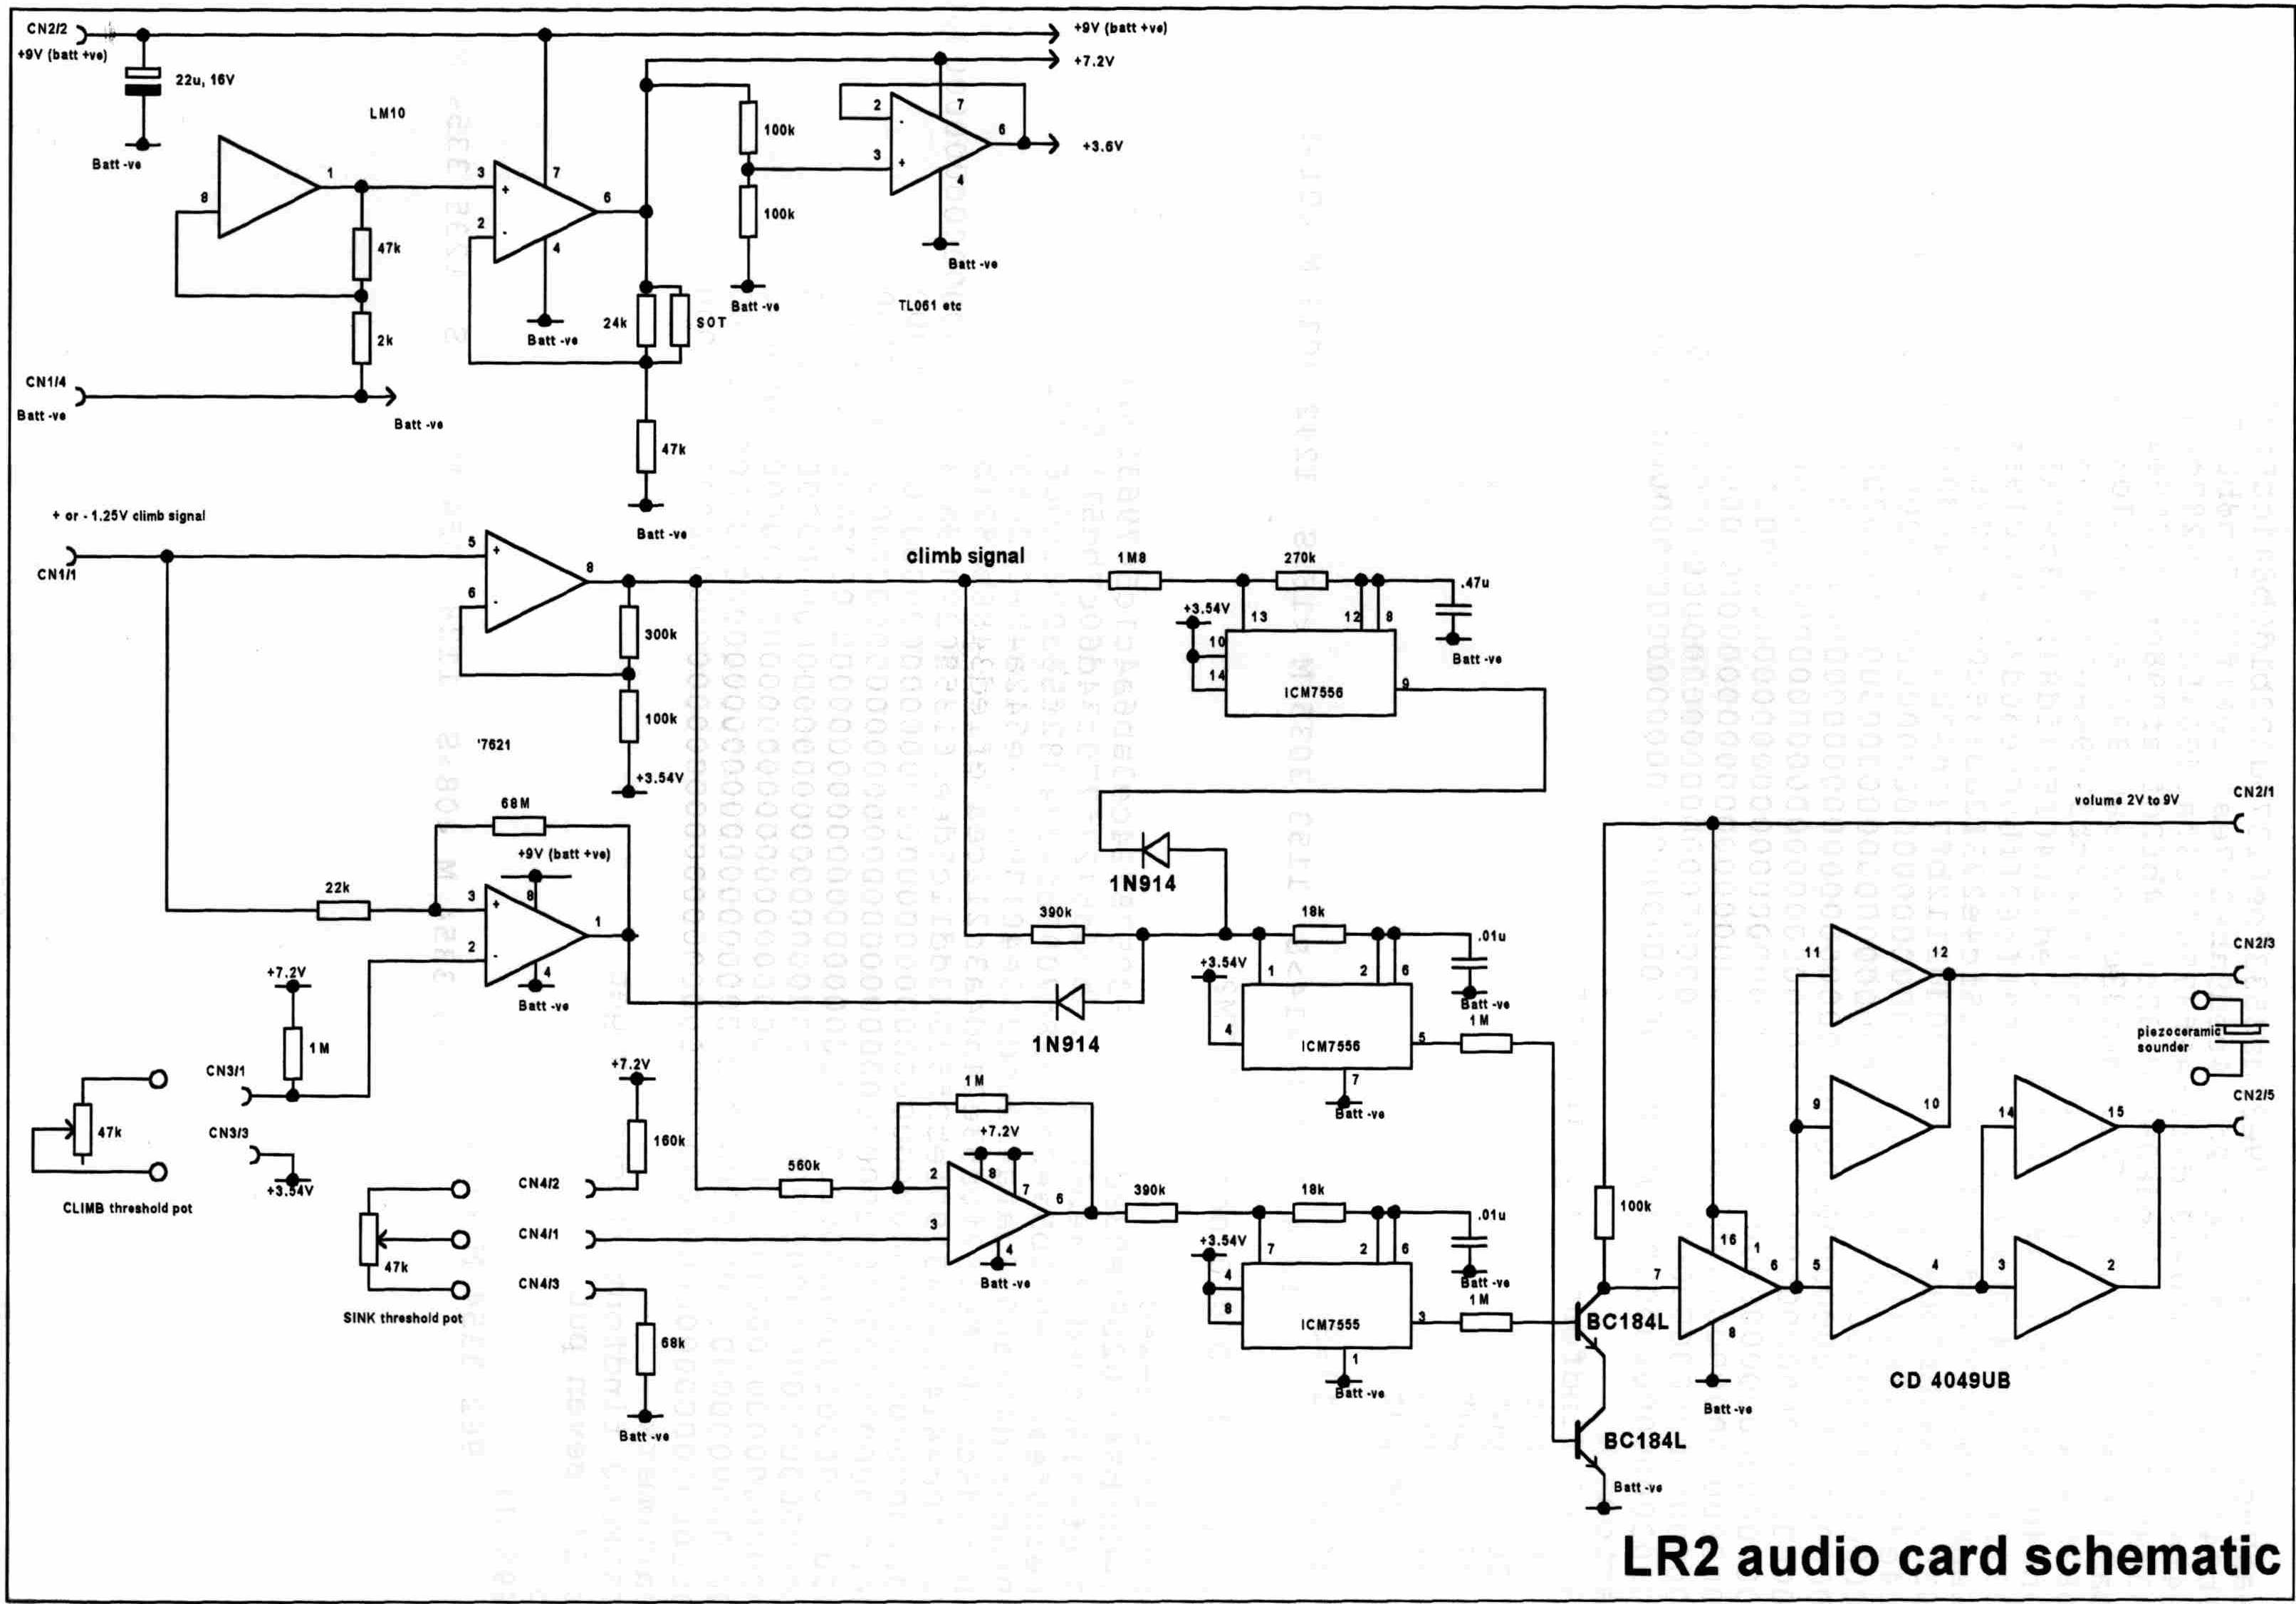 CN2/2
+9V (batt +ve)
22u, 16V
Batt -ve
LM10
8
1
47k
2k
CN1/4
Batt -ve
Batt -ve
3
+
2
-
7
4
6
Batt -ve
24k
SOT
47k
Batt -ve
100k
100k
Batt -ve
2
-
3
+
7
4
6
Batt -ve
TL061 etc
+9V (batt +ve)
+7.2V
+3.6V
+ or - 1.25V climb signal
CN1/1
5
+
6
-
8
300k
100k
+3.54V
'7621
climb signal
1M8
270k
.47u
Batt -ve
+3.54V
10
14
13
12
8
9
ICM7556
68M
+9V (batt +ve)
22k
3
+
2
-
8
4
1
Batt -ve
+7.2V
1M
CN3/1
CN3/3
+3.54V
47k
CLIMB threshold pot
1N914
1N914
390k
18k
.01u
Batt -ve
+3.54V
4
1
2
6
5
7
ICM7556
Batt -ve
1M
+7.2V
160k
CN4/2
CN4/1
CN4/3
47k
SINK threshold pot
68k
Batt -ve
1M
+7.2V
560k
2
3
8
7
4
6
Batt -ve
390k
18k
.01u
Batt -ve
+3.54V
4
8
7
2
6
3
1
ICM7555
Batt -ve
1M
BC184L
BC184L
Batt -ve
100k
7
16
1
8
6
Batt -ve
11
12
9
10
5
4
14
15
3
2
CD 4049UB
volume 2V to 9V
CN2/1
CN2/3
piezoceramic
sounder
CN2/5
LR2 audio card schematic